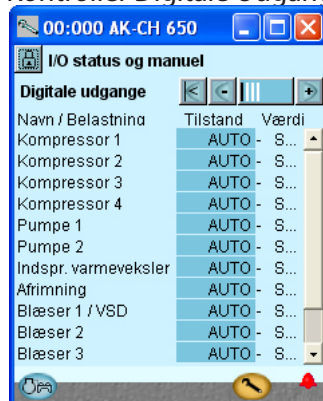 00:000 AK-CH 650
I/O status og manuel
Digitale udgange
Navn / Belastning Tilstand Værdi
Kompressor 1 AUTO - S...
Kompressor 2 AUTO - S...
Kompressor 3 AUTO - S...
Kompressor 4 AUTO - S...
Pumpe 1 AUTO - S...
Pumpe 2 AUTO - S...
Indspr. varmeveksler AUTO - S...
Afrimning AUTO - S...
Blæser 1 / VSD AUTO - S...
Blæser 2 AUTO - S...
Blæser 3 AUTO - S...